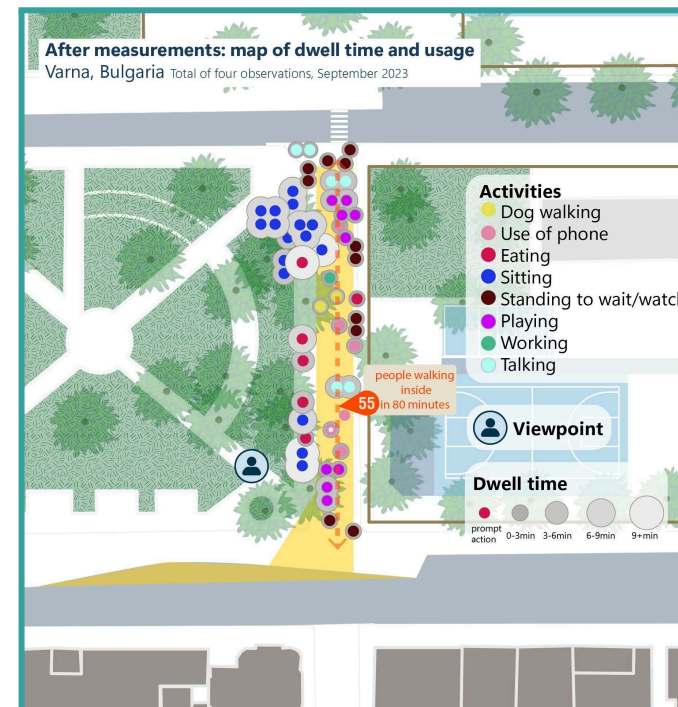 After measurements: map of dwell time and usage
Varna, Bulgaria Total of four observations, September 2023
Activities
Dog walking
Use of phone
Eating
Sitting
Standing to wait/watch
Playing
Working
Talking
people walking
inside
55 in 80 minutes
Viewpoint
Dwell time
prompt
action
0-3min 3-6min 6-9min 9+min